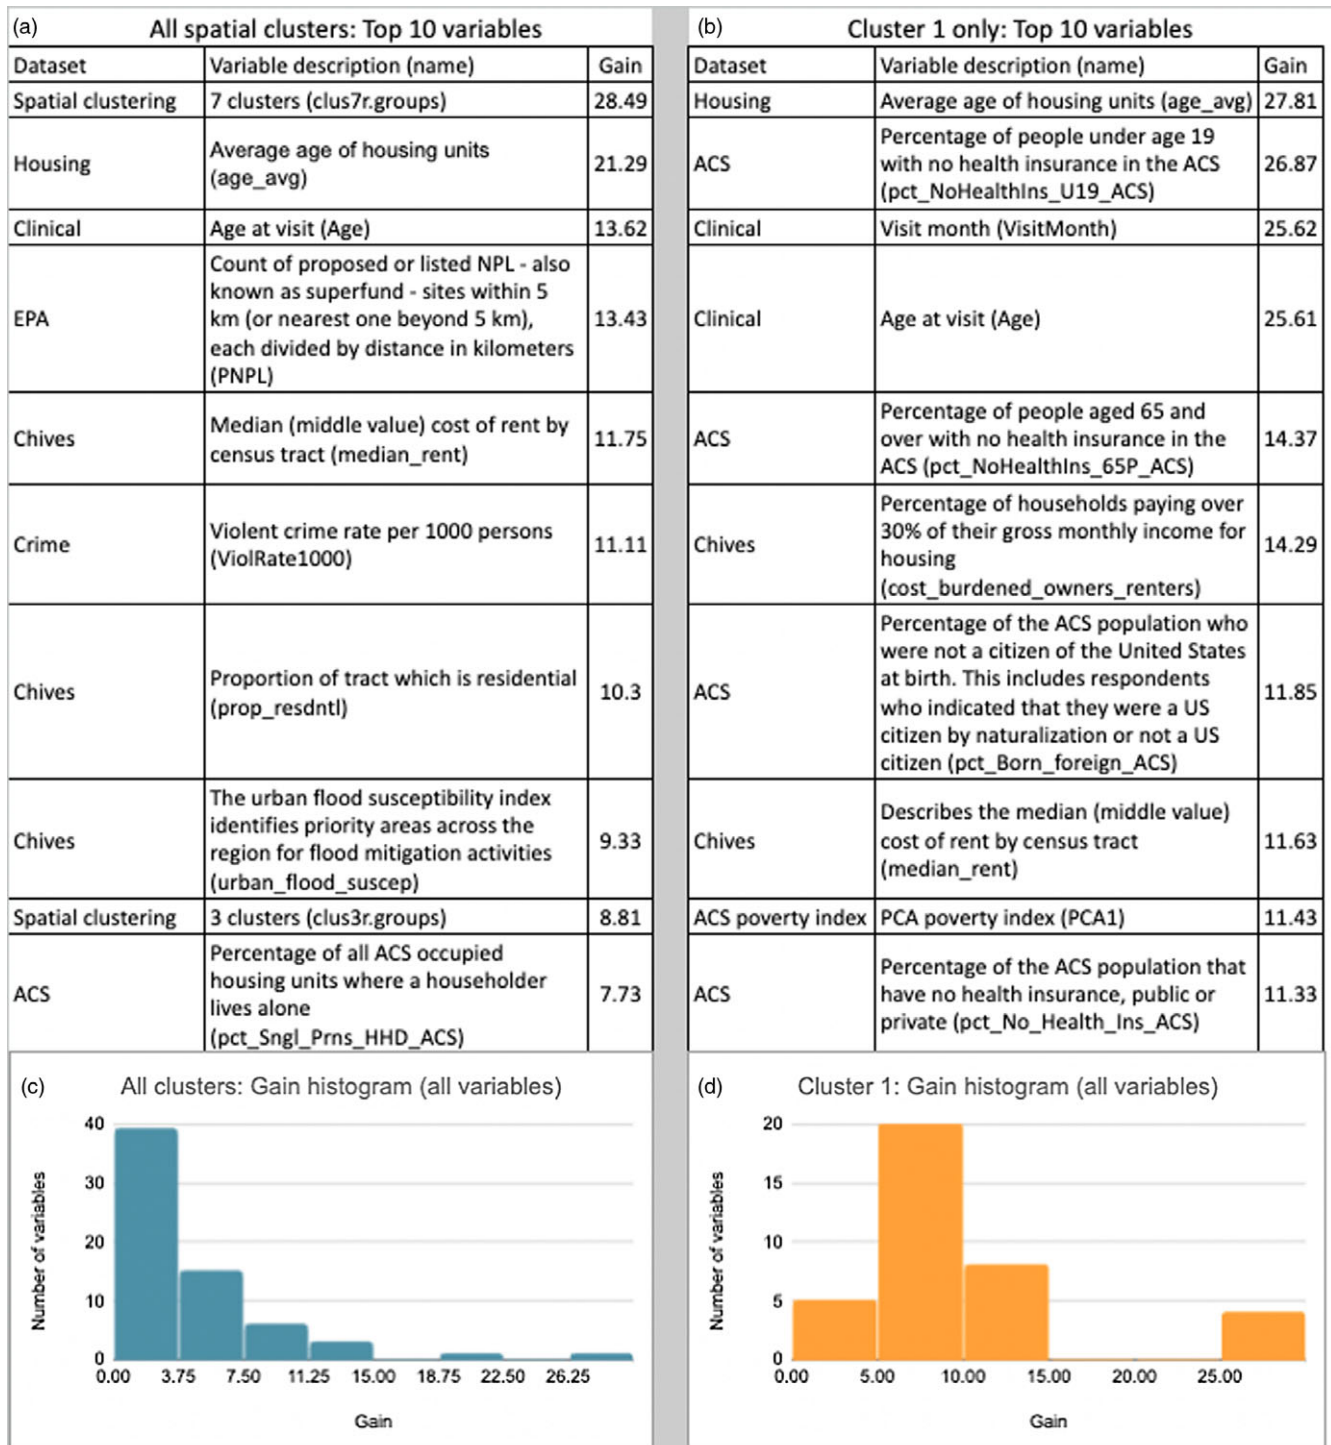 (a) All spatial clusters: Top 10 variables
Dataset Variable description (name) Gain
Spatial clustering 7 clusters (clus7r.groups) 28.49
Housing Average age of housing units
(age_avg) 21.29
Clinical Age at visit (Age) 13.62
EPA Count of proposed or listed NPL - also
known as superfund - sites within 5
km (or nearest one beyond 5 km),
each divided by distance in kilometers
(PNPL) 13.43
Chives Median (middle value) cost of rent by
census tract (median_rent) 11.75
Crime Violent crime rate per 1000 persons
(ViolRate1000) 11.11
Chives Proportion of tract which is residential
(prop_resdntl) 10.3
Chives The urban flood susceptibility index
identifies priority areas across the
region for flood mitigation activities
(urban_flood_suscep) 9.33
Spatial clustering 3 clusters (clus3r.groups) 8.81
ACS Percentage of all ACS occupied
housing units where a householder
lives alone
(pct_Sngl_Prns_HHD_ACS) 7.73
(b) Cluster 1 only: Top 10 variables
Dataset Variable description (name) Gain
Housing Average age of housing units (age_avg) 27.81
ACS Percentage of people under age 19
with no health insurance in the ACS
(pct_NoHealthIns_U19_ACS) 26.87
Clinical Visit month (VisitMonth) 25.62
Clinical Age at visit (Age) 25.61
ACS Percentage of people aged 65 and
over with no health insurance in the
ACS (pct_NoHealthIns_65P_ACS) 14.37
Chives Percentage of households paying over
30% of their gross monthly income for
housing
(cost_burdened_owners_renters) 14.29
ACS Percentage of the ACS population who
were not a citizen of the United States
at birth. This includes respondents
who indicated that they were a US
citizen by naturalization or not a US
citizen (pct_Born_foreign_ACS) 11.85
Chives Describes the median (middle value)
cost of rent by census tract
(median_rent) 11.63
ACS poverty index PCA poverty index (PCA1) 11.43
ACS Percentage of the ACS population that
have no health insurance, public or
private (pct_No_Health_Ins_ACS) 11.33
(c) All clusters: Gain histogram (all variables)
Number of variables
40
30
20
10
0
0.00 3.75 7.50 11.25 15.00 18.75 22.50 26.25
Gain
(d) Cluster 1: Gain histogram (all variables)
Number of variables
20
15
10
5
0
0.00 5.00 10.00 15.00 20.00 25.00
Gain